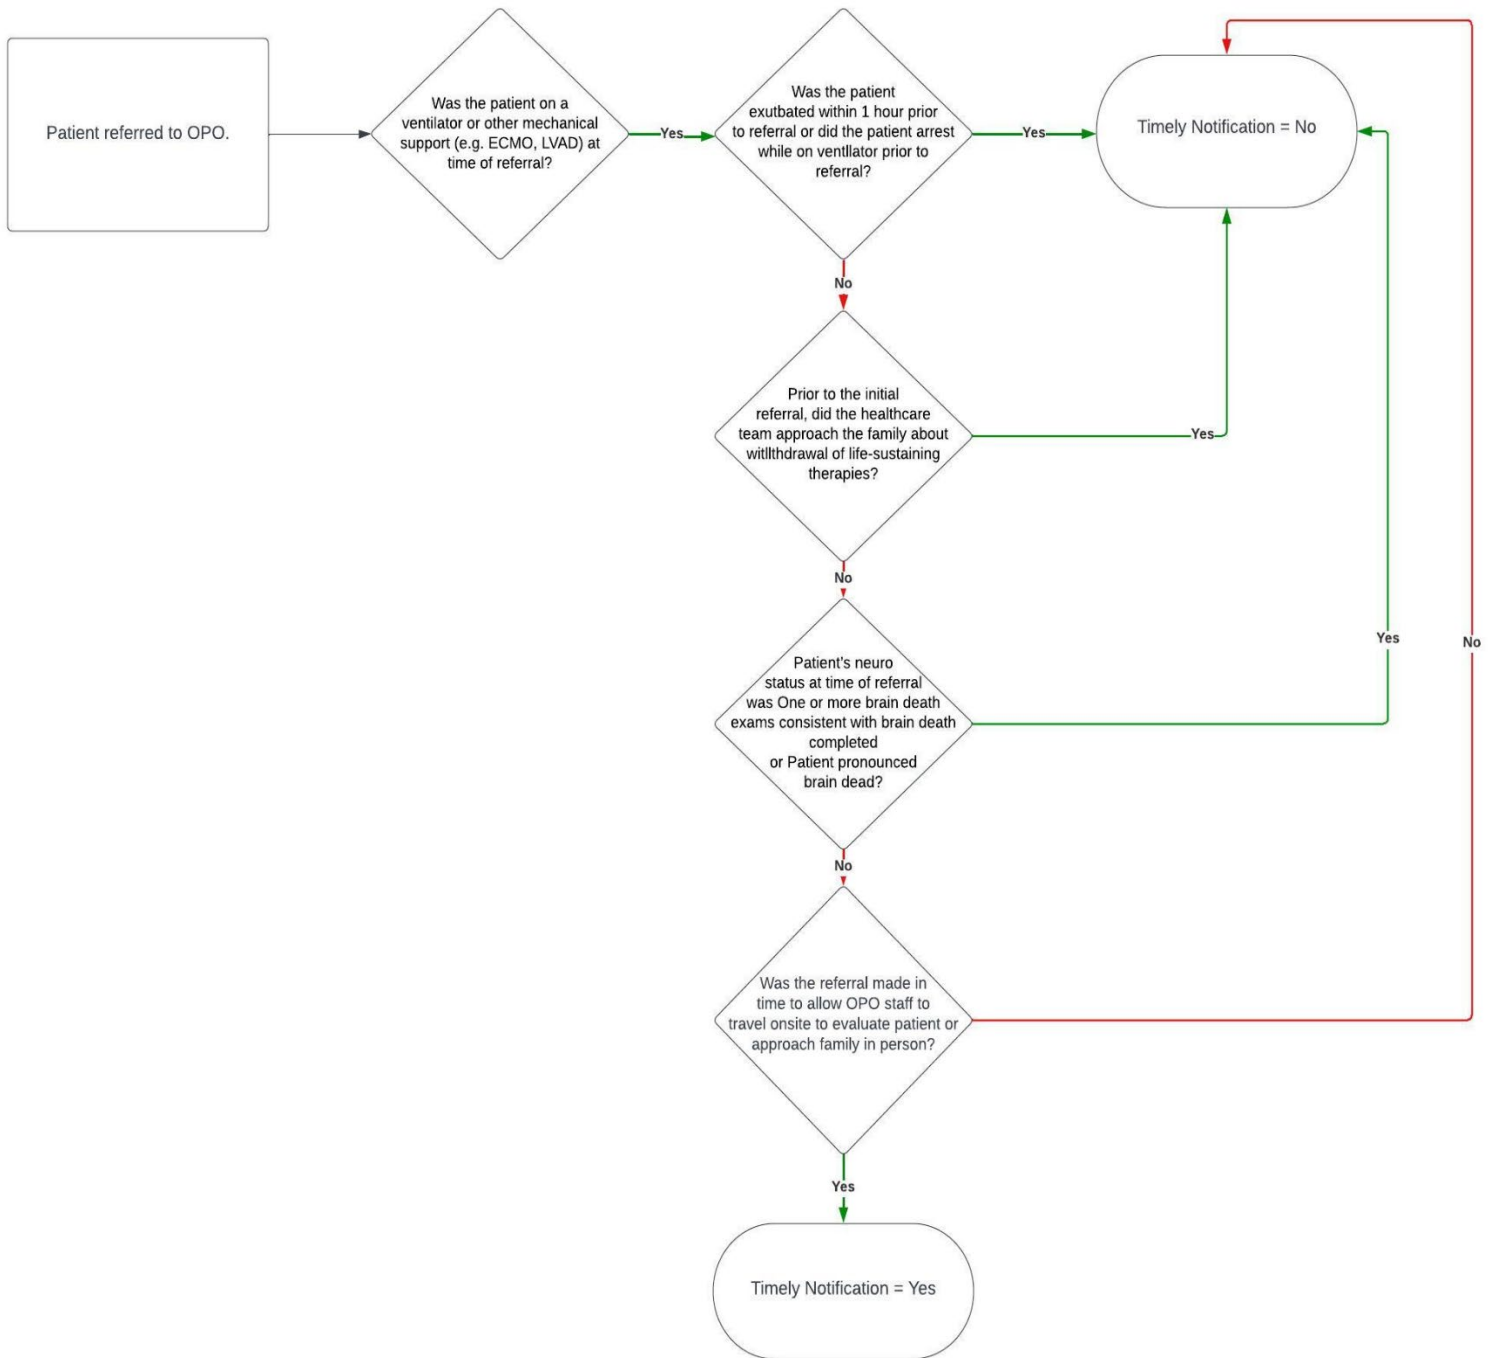 Patient referred to OPO.
Was the patient on a
ventilator or other mechanical
support (e.g. ECMO, LVAD) at
time of referral?
Yes
Was the patient
exutbated within 1 hour prior
to referral or did the patient arrest
while on ventllator prior to
referral?
Yes
Timely Notification = No
No
Prior to the initial
referral, did the healthcare
team approach the family about
witllthdrawal of life-sustaining
therapies?
Yes
No
Patient's neuro
status at time of referral
was One or more brain death
exams consistent with brain death
completed
or Patient pronounced
brain dead?
Yes
No
No
Was the referral made in
time to allow OPO staff to
travel onsite to evaluate patient or
approach family in person?
Yes
Timely Notification = Yes